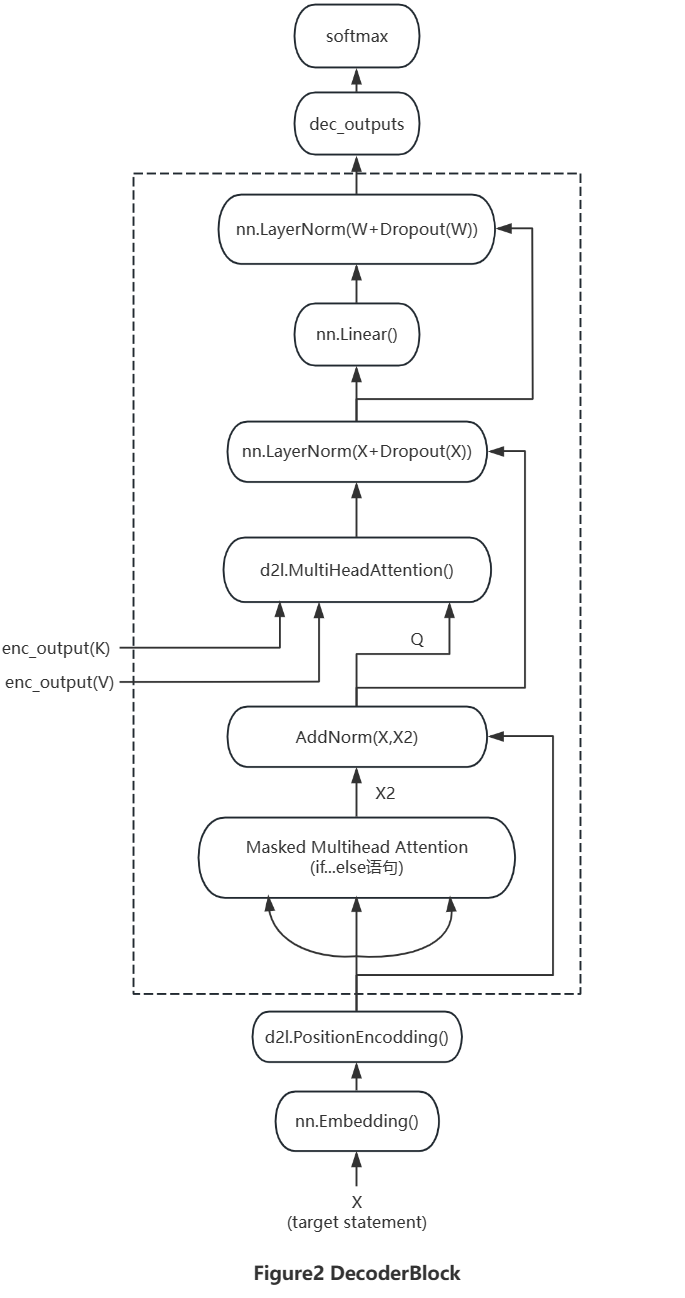 softmax
dec_outputs
nn.LayerNorm(W+Dropout(W))
nn.Linear()
nn.LayerNorm(X+Dropout(X))
d2l.MultiHeadAttention()
enc_output(K)
Q
enc_output(V)
AddNorm(X,X2)
X2
Masked Multihead Attention
(if...else语句)
d2l.PositionEncodding()
nn.Embedding()
X
(target statement)
Figure2 DecoderBlock